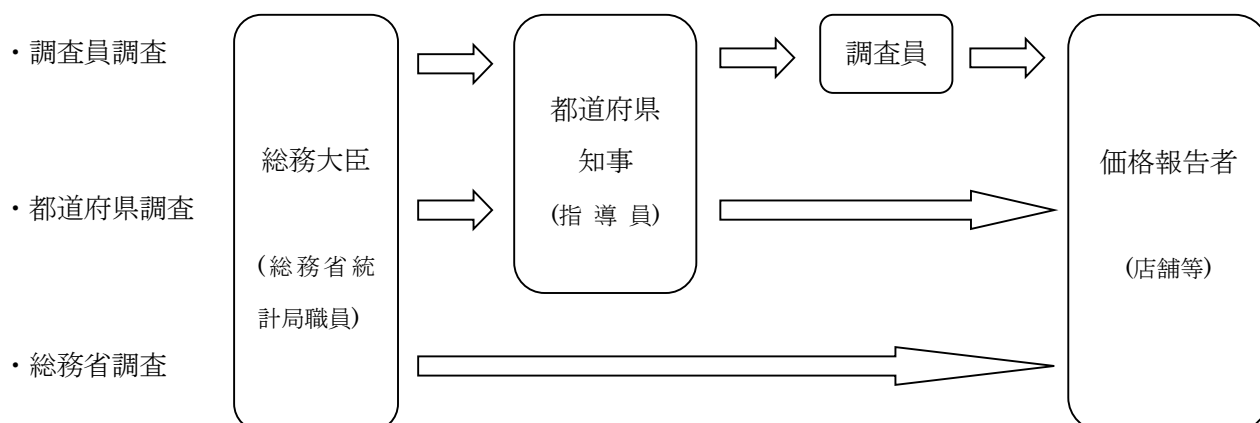 ・調査員調査
調査員
都道府県
知事
(指 導 員)
総務大臣
(総務省統
計局職員)
価格報告者
(店舗等)
・都道府県調査
・総務省調査